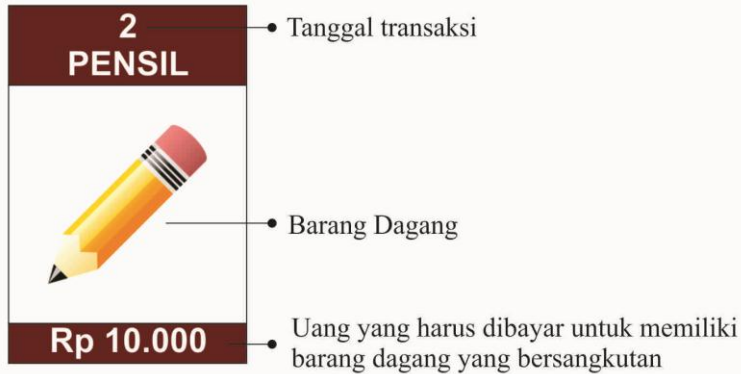 2
PENSIL
Tanggal transaksi
Barang Dagang
Rp 10.000
Uang yang harus dibayar untuk memiliki
barang dagang yang bersangkutan